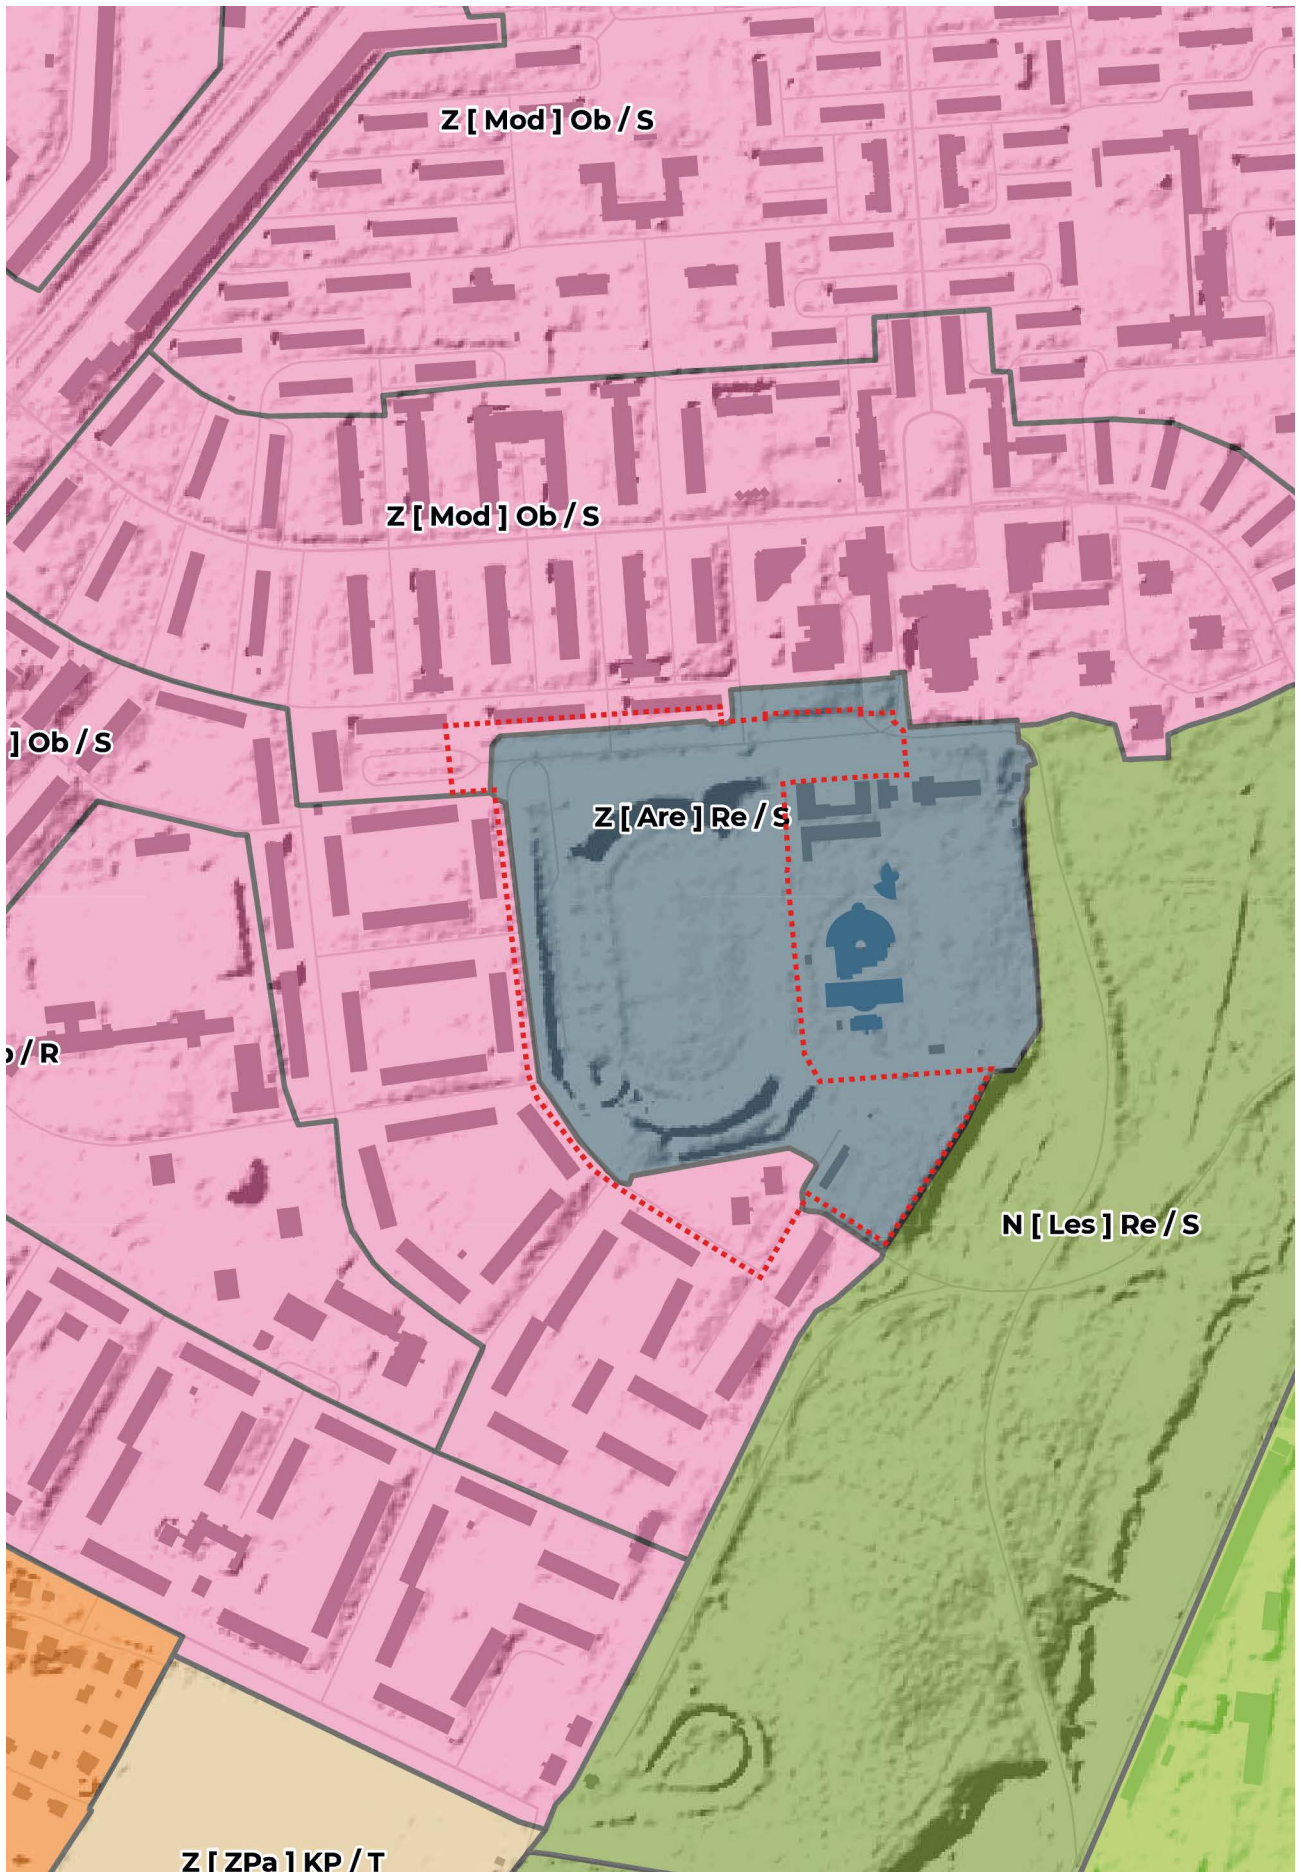 Z [ Mod ] Ob / S
Z [ Mod ] Ob / S
] Ob / S
Z [ Are ] Re / S
/ R
N [ Les ] Re / S
Z [ ZPa ] KP / T